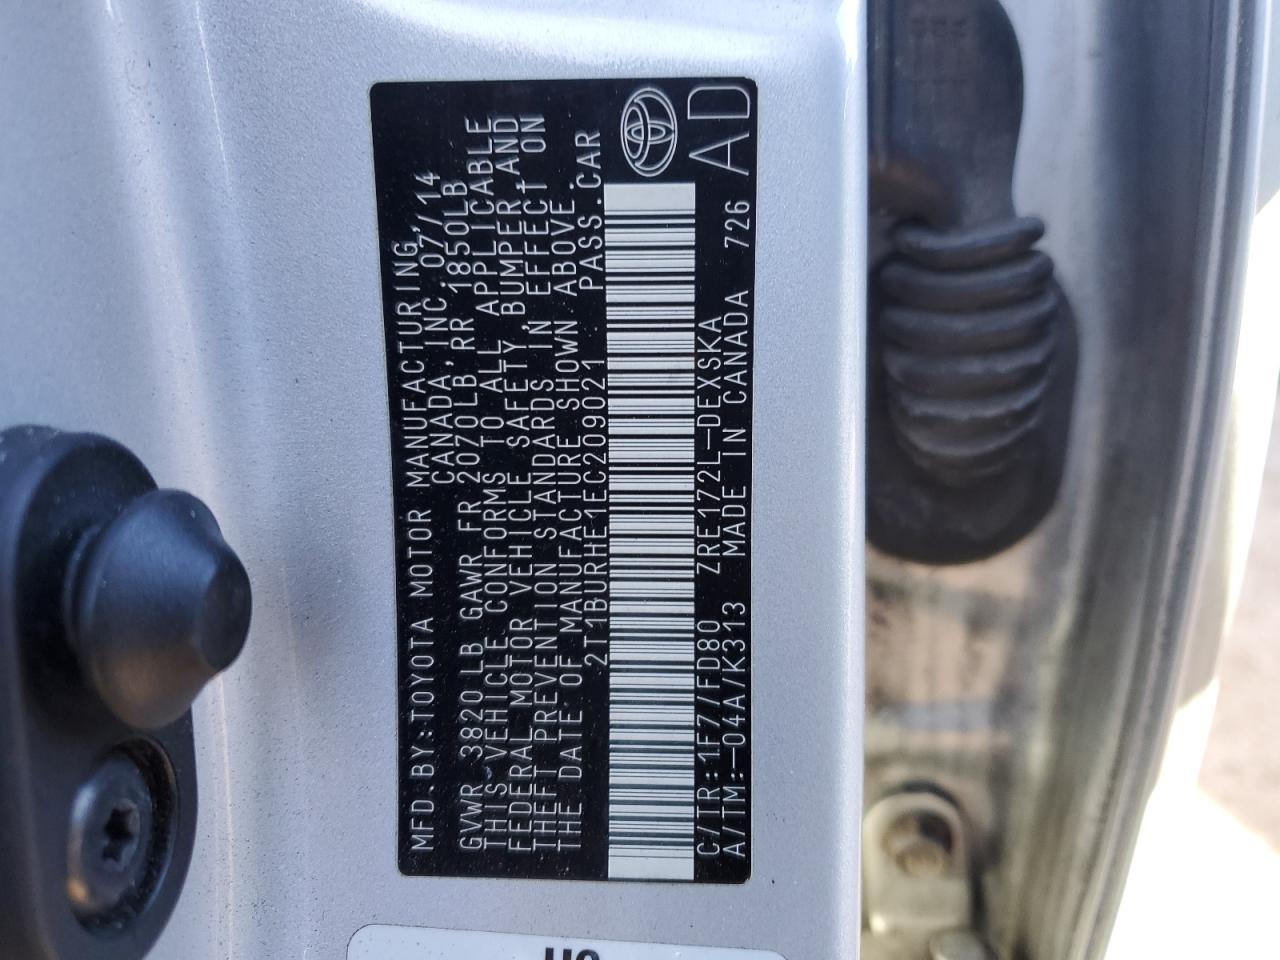 MFD.BY:TOYOTA MOTOR MANUFACTURING,
CANADA,INC. 07/14
GVWR 3820LB GAWR FR 2070LB RR 1850LB
THIS VEHICLE CONFORMS TO ALL APPLICABLE
FEDERAL MOTOR VEHICLE SAFETY,BUMPER,AND
THEFT PREVENTION STANDARDS IN EFFECT ON
THE DATE OF MANUFACTURE SHOWN ABOVE.
2T1BURHE1EC209021 PASS.CAR
C/TR:1F7/FD80 ZRE172L-DEXSKA
A/TM:-04A/K313 MADE IN CANADA 726
AD